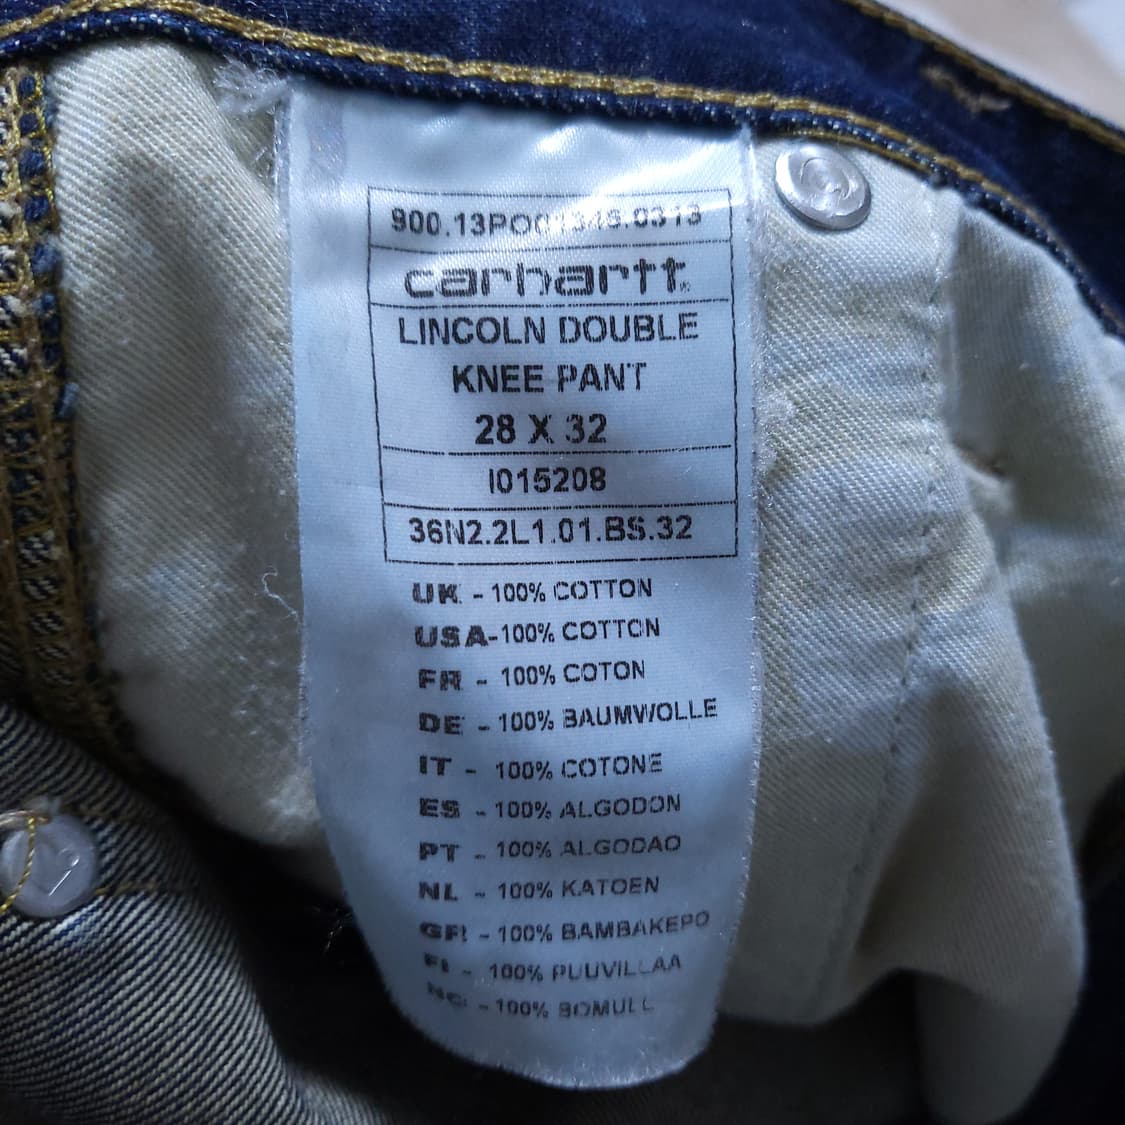 carhartt
LINCOLN DOUBLE
KNEE PANT
28 X 32
I015208
36N2.2L1.01.BS.32
UK - 100% COTTON
USA-100% COTTON
FR - 100% COTON
DE - 100% BAUMWOLLE
IT - 100% COTONE
ES - 100% ALGODON
PT - 100% ALGODAO
NL - 100% KATOEN
GR - 100% BAMBAKEPO
FI - 100% PUUVILLAA
- 100% BOMULL